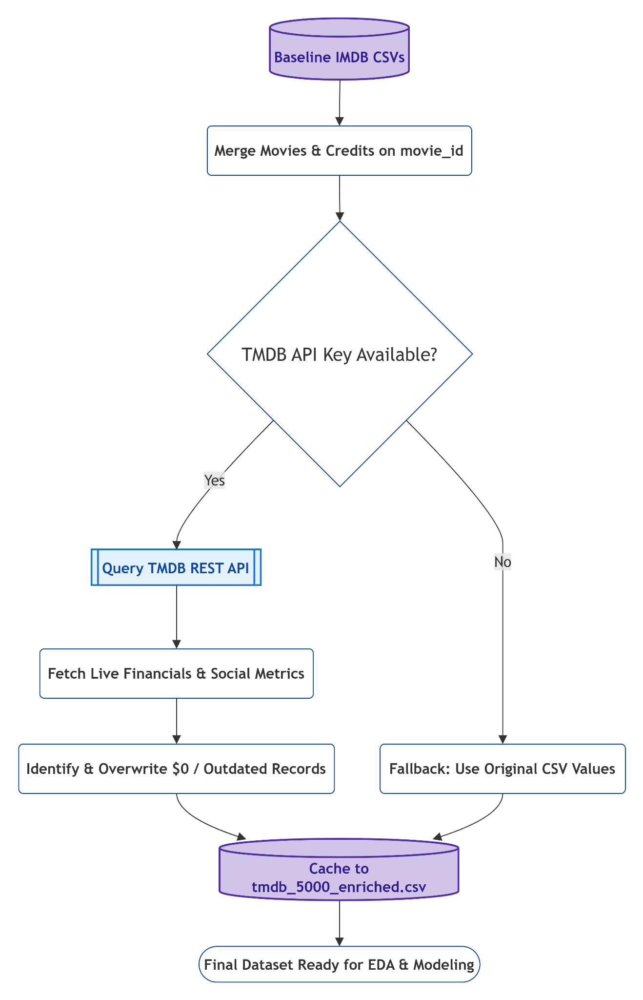 Baseline IMDB CSVs
Merge Movies & Credits on movie_id
TMDB API Key Available?
Yes
No
Query TMDB REST API
Fetch Live Financials & Social Metrics
Identify & Overwrite $0 / Outdated Records
Fallback: Use Original CSV Values
Cache to
tmdb_5000_enriched.csv
Final Dataset Ready for EDA & Modeling